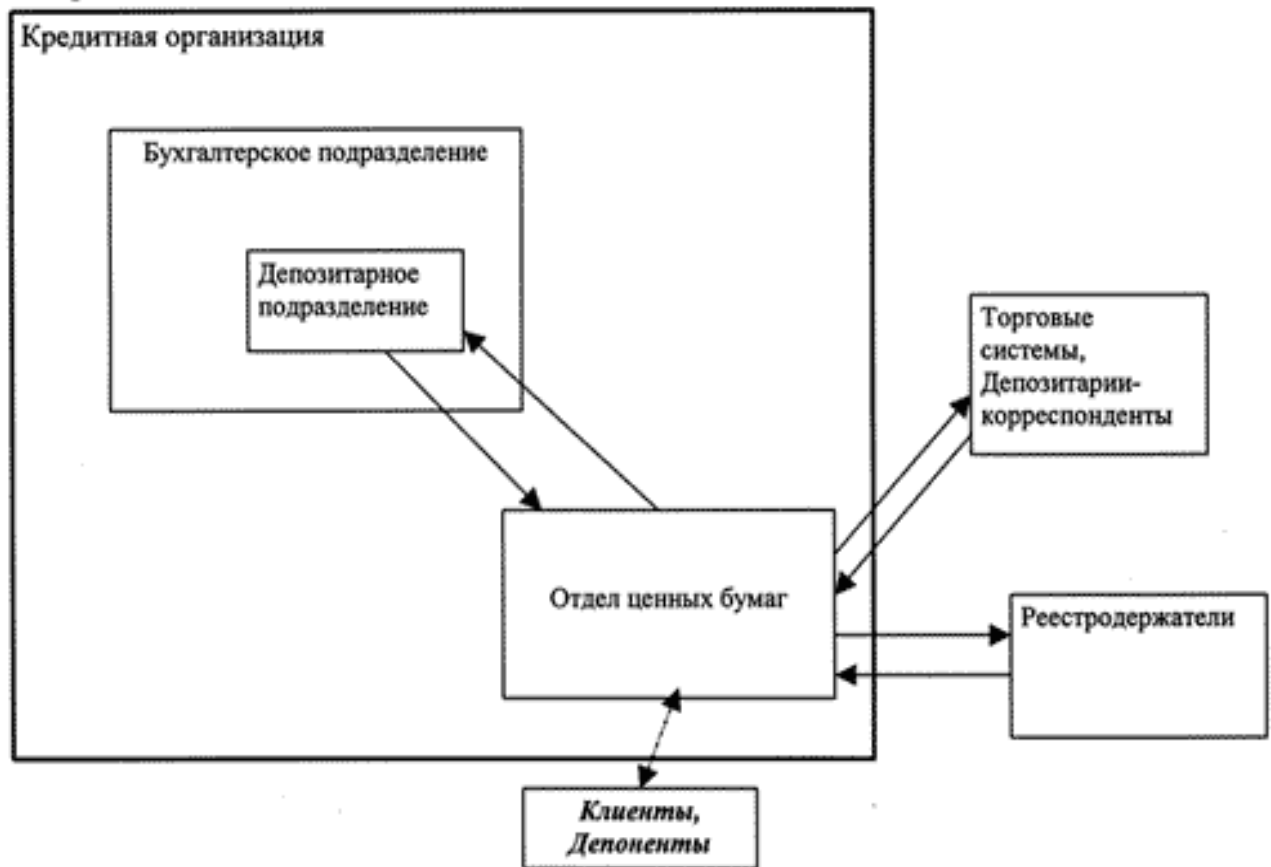 Кредитная организация
Бухгалтерское подразделение
Депозитарное
подразделение
Торговые
системы,
Депозитарии-
корреспонденты
Отдел ценных бумаг
Реестродержатели
Клиенты,
Депоненты